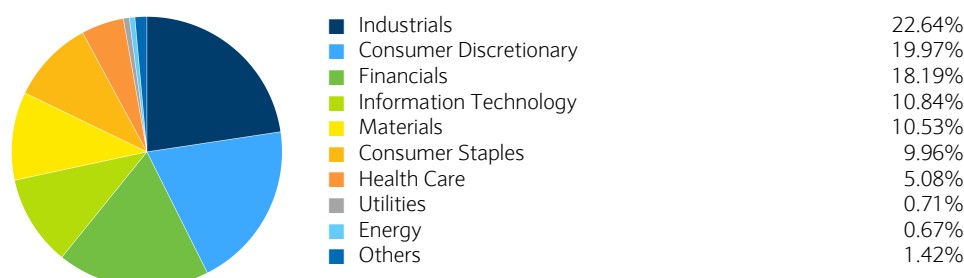 Industrials 22.64%
Consumer Discretionary 19.97%
Financials 18.19%
Information Technology 10.84%
Materials 10.53%
Consumer Staples 9.96%
Health Care 5.08%
Utilities 0.71%
Energy 0.67%
Others 1.42%